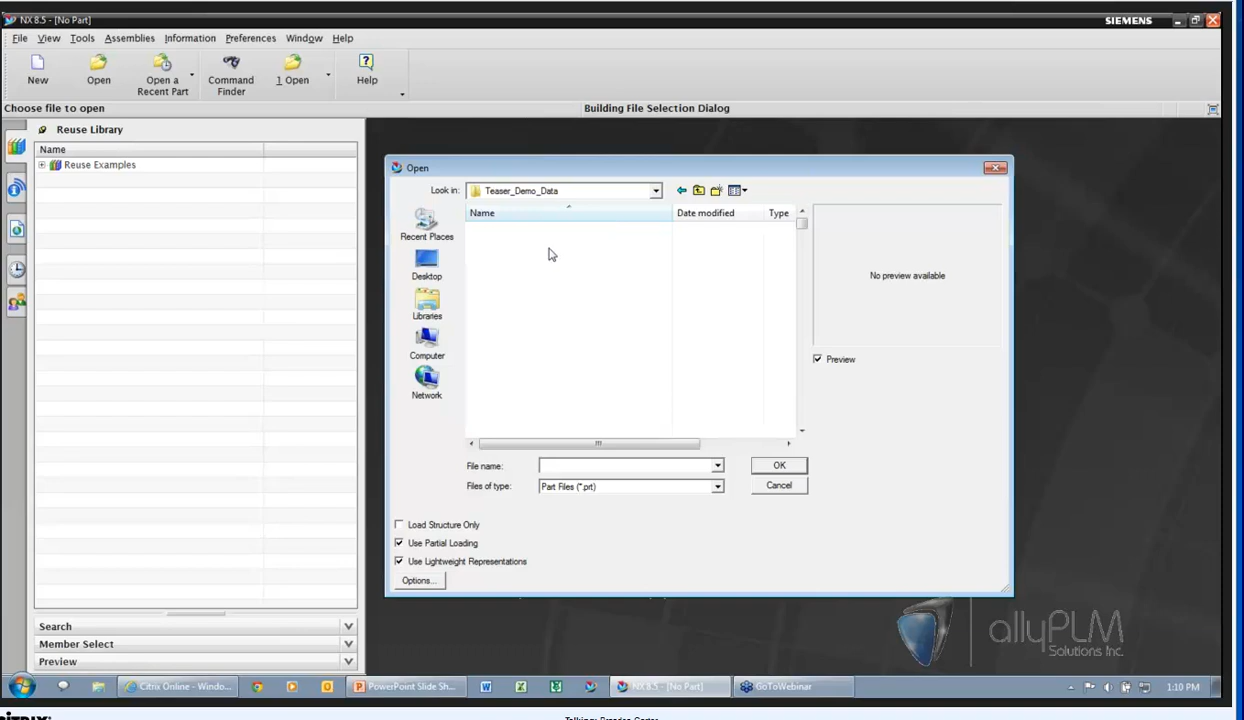 NX 8.5 - [No Part]
SIEMENS
File View Tools Assemblies Information Preferences Window Help
New Open Open a Recent Part Command Finder 1 Open Help
Choose file to open
Building File Selection Dialog
Reuse Library
Name
Reuse Examples
Open
Look in: Teaser_Demo_Data
Name Date modified Type
Recent Places
Desktop
Libraries
Computer
Network
No preview available
Preview
File name: OK
Files of type: Part Files (*.prt) Cancel
Load Structure Only
Use Partial Loading
Use Lightweight Representations
Options...
Search
Member Select
Preview
allyPLM
Solutions Inc.
Citrix Online - Windo... PowerPoint Slide Sh... NX 8.5 - [No Part] GoToWebinar 1:10 PM